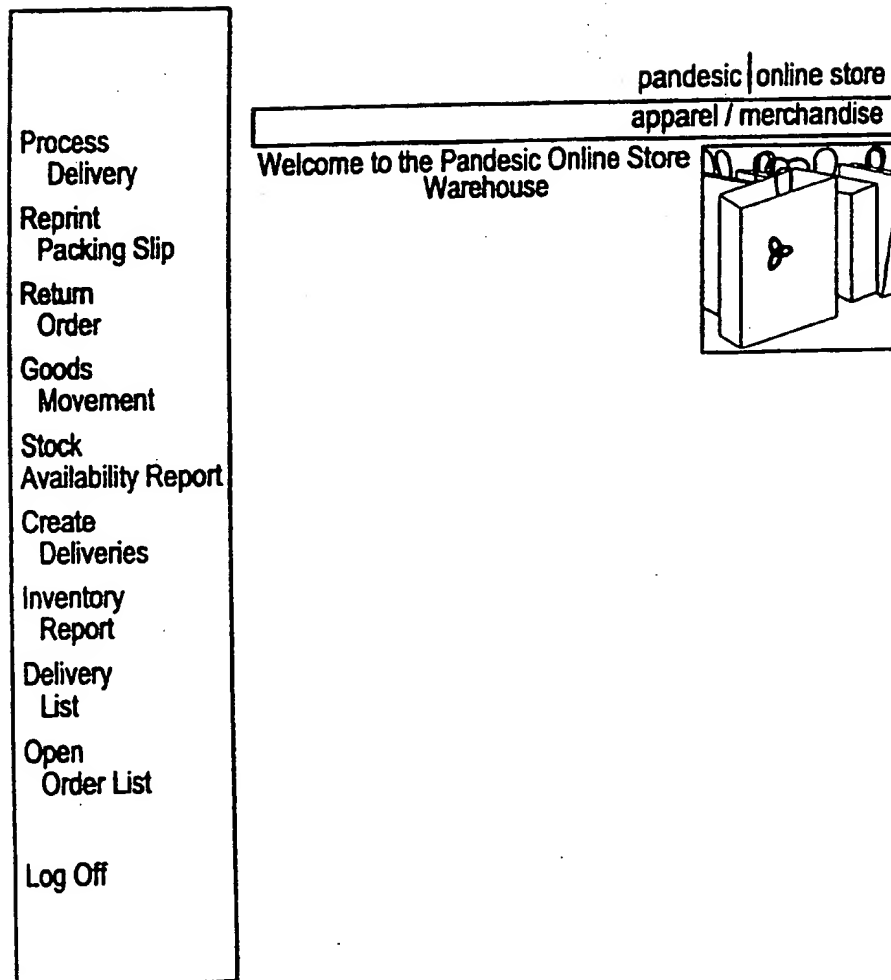 pandesic | online store
apparel / merchandise
Welcome to the Pandesic Online Store
Warehouse
Process
Delivery
Reprint
Packing Slip
Return
Order
Goods
Movement
Stock
Availability Report
Create
Deliveries
Inventory
Report
Delivery
List
Open
Order List
Log Off